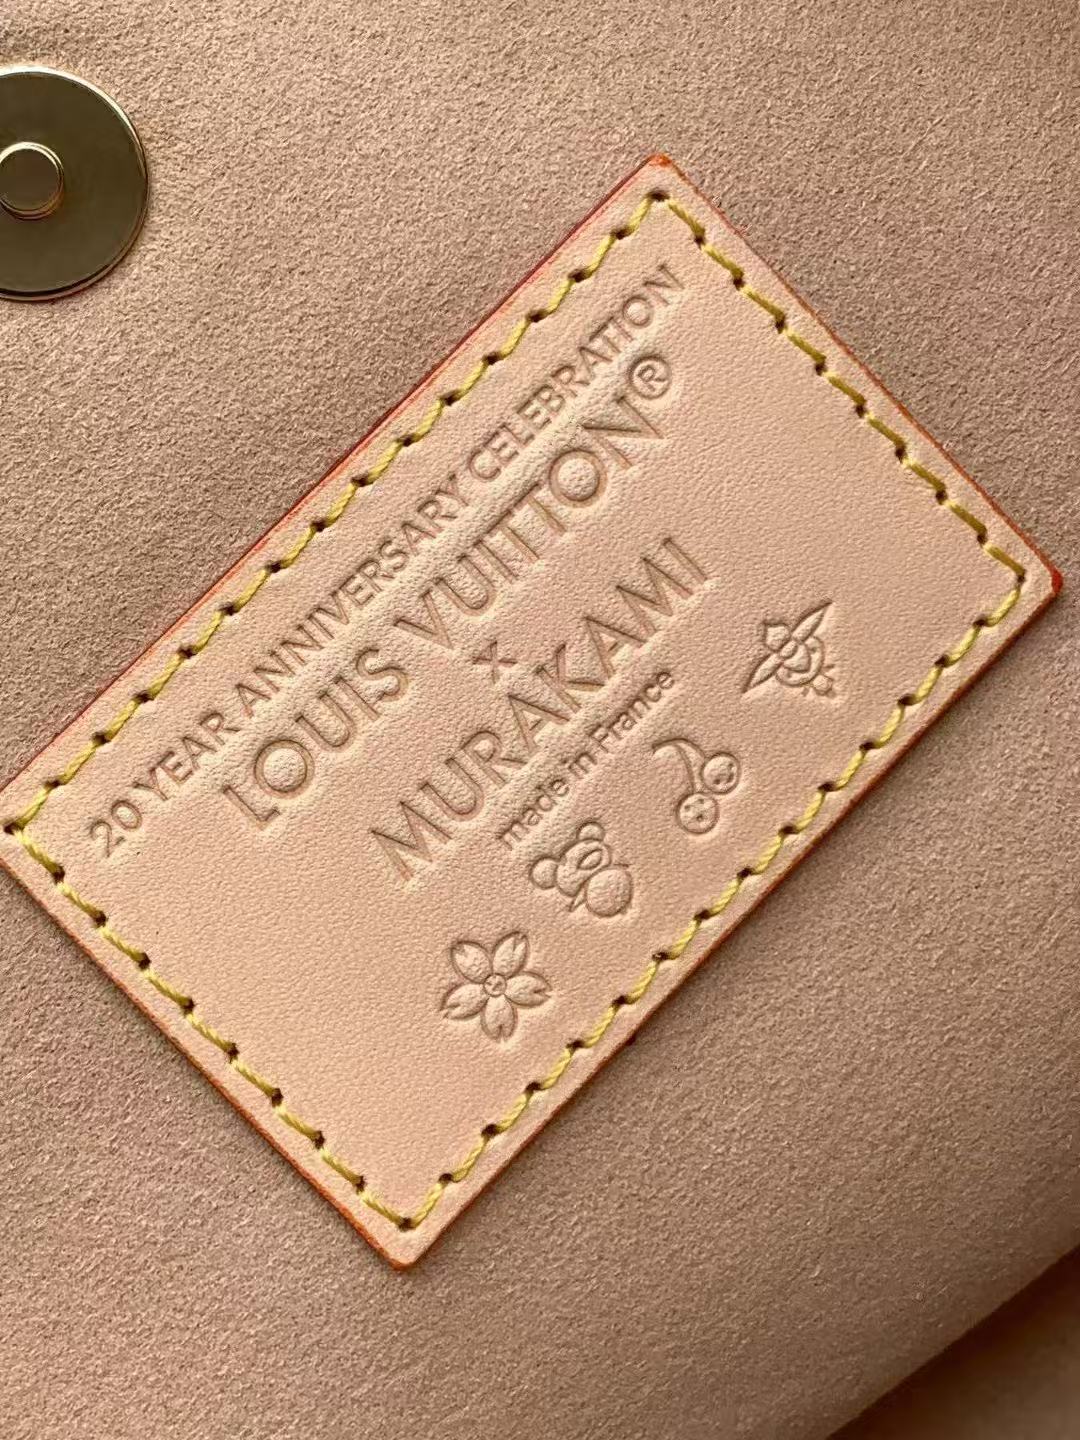 20 YEAR ANNIVERSARY CELEBRATION
LOUIS VUITTON®
×
MURAKAMI
made in France